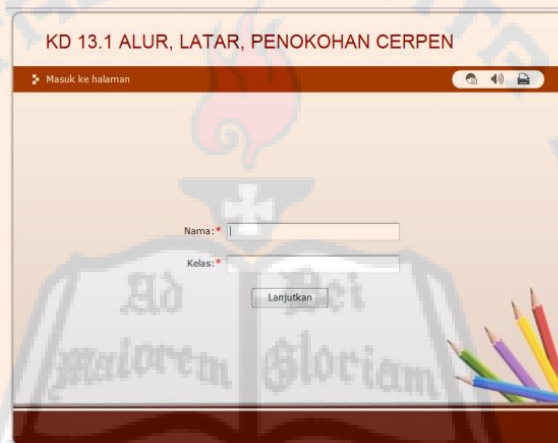 KD 13.1 ALUR, LATAR, PENOKOHAN CERPEN
Masuk ke halaman
Nama:*
Kelas:*
Lanjutkan
Ad Dei
Maiorem Gloriam